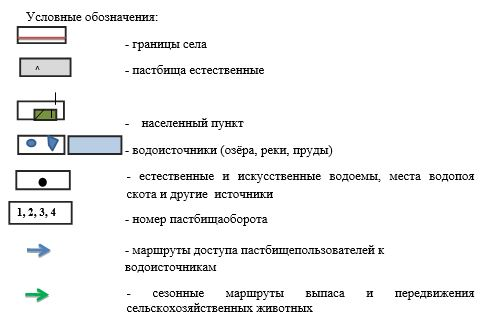 Условные обозначения:
- границы села
- пастбища естественные
- населенный пункт
- водоисточники (озёра, реки, пруды)
- естественные и искусственные водоемы, места водопоя
скота и другие источники
1, 2, 3, 4
- номер пастбищаоборота
- маршруты доступа пастбищепользователей к
водоисточникам
- сезонные маршруты выпаса и передвижения
сельскохозяйственных животных